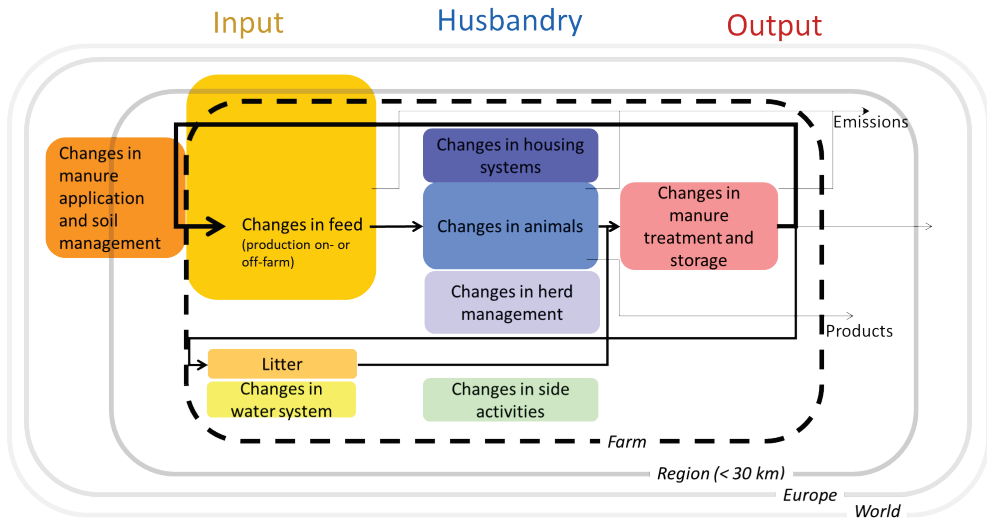 Input
Husbandry
Output
Emissions
Changes in
manure
application
and soil
management
Changes in feed
(production on- or
off-farm)
Changes in housing
systems
Changes in animals
Changes in herd
management
Changes in
manure
treatment and
storage
Products
Litter
Changes in
water system
Changes in side
activities
Farm
Region (< 30 km)
Europe
World